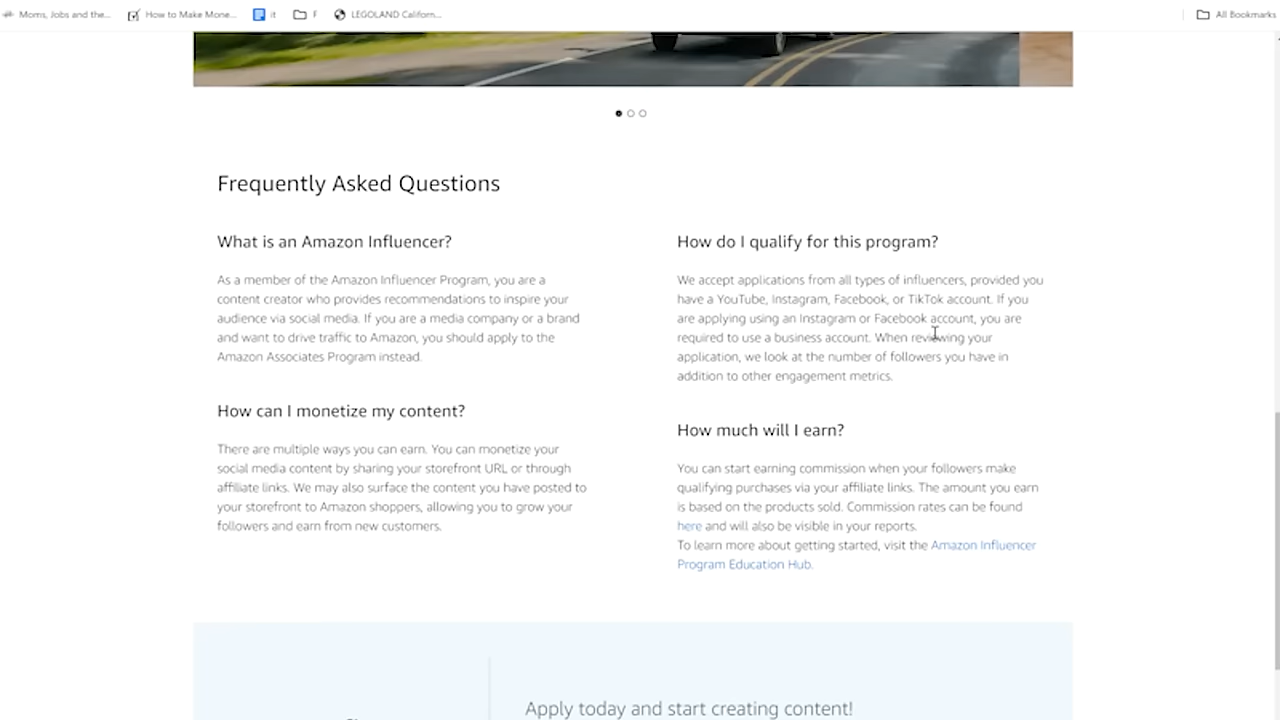 Moms, Jobs and the...
How to Make Mone...
it
F
LEGOLAND Californ...
All Bookmarks
Frequently Asked Questions
What is an Amazon Influencer?
As a member of the Amazon Influencer Program, you are a
content creator who provides recommendations to inspire your
audience via social media. If you are a media company or a brand
and want to drive traffic to Amazon, you should apply to the
Amazon Associates Program instead.
How can I monetize my content?
There are multiple ways you can earn. You can monetize your
social media content by sharing your storefront URL or through
affiliate links. We may also surface the content you have posted to
your storefront to Amazon shoppers, allowing you to grow your
followers and earn from new customers.
How do I qualify for this program?
We accept applications from all types of influencers, provided you
have a YouTube, Instagram, Facebook, or TikTok account. If you
are applying using an Instagram or Facebook account, you are
required to use a business account. When reviewing your
application, we look at the number of followers you have in
addition to other engagement metrics.
How much will I earn?
You can start earning commission when your followers make
qualifying purchases via your affiliate links. The amount you earn
is based on the products sold. Commission rates can be found
here and will also be visible in your reports.
To learn more about getting started, visit the Amazon Influencer
Program Education Hub.
Apply today and start creating content!